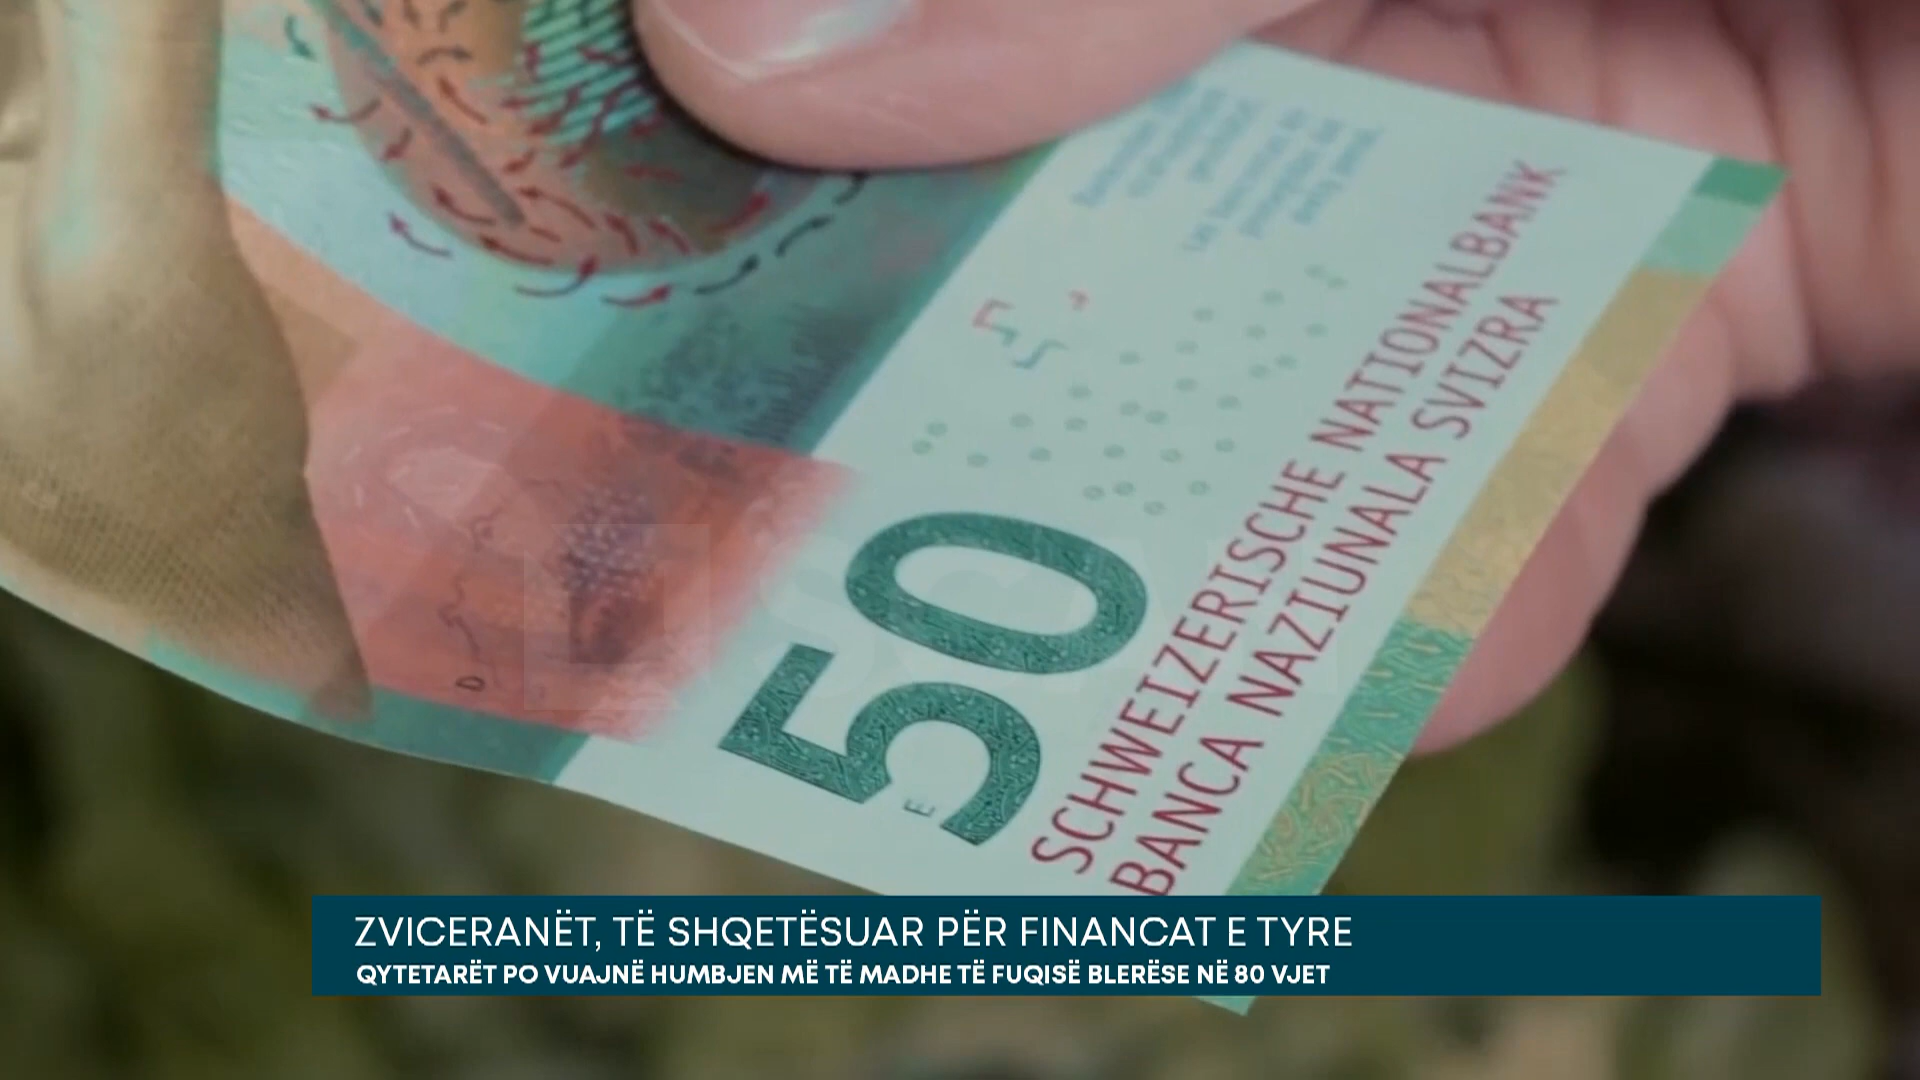 SCHWEIZERISCHE NATIONALBANK
BANCA NAZIUNALA SVIZRA
50
E
D
SCAN
ZVICERANËT, TË SHQETËSUAR PËR FINANCAT E TYRE
QYTETARËT PO VUAJNË HUMBJEN MË TË MADHE TË FUQISË BLERËSE NË 80 VJET